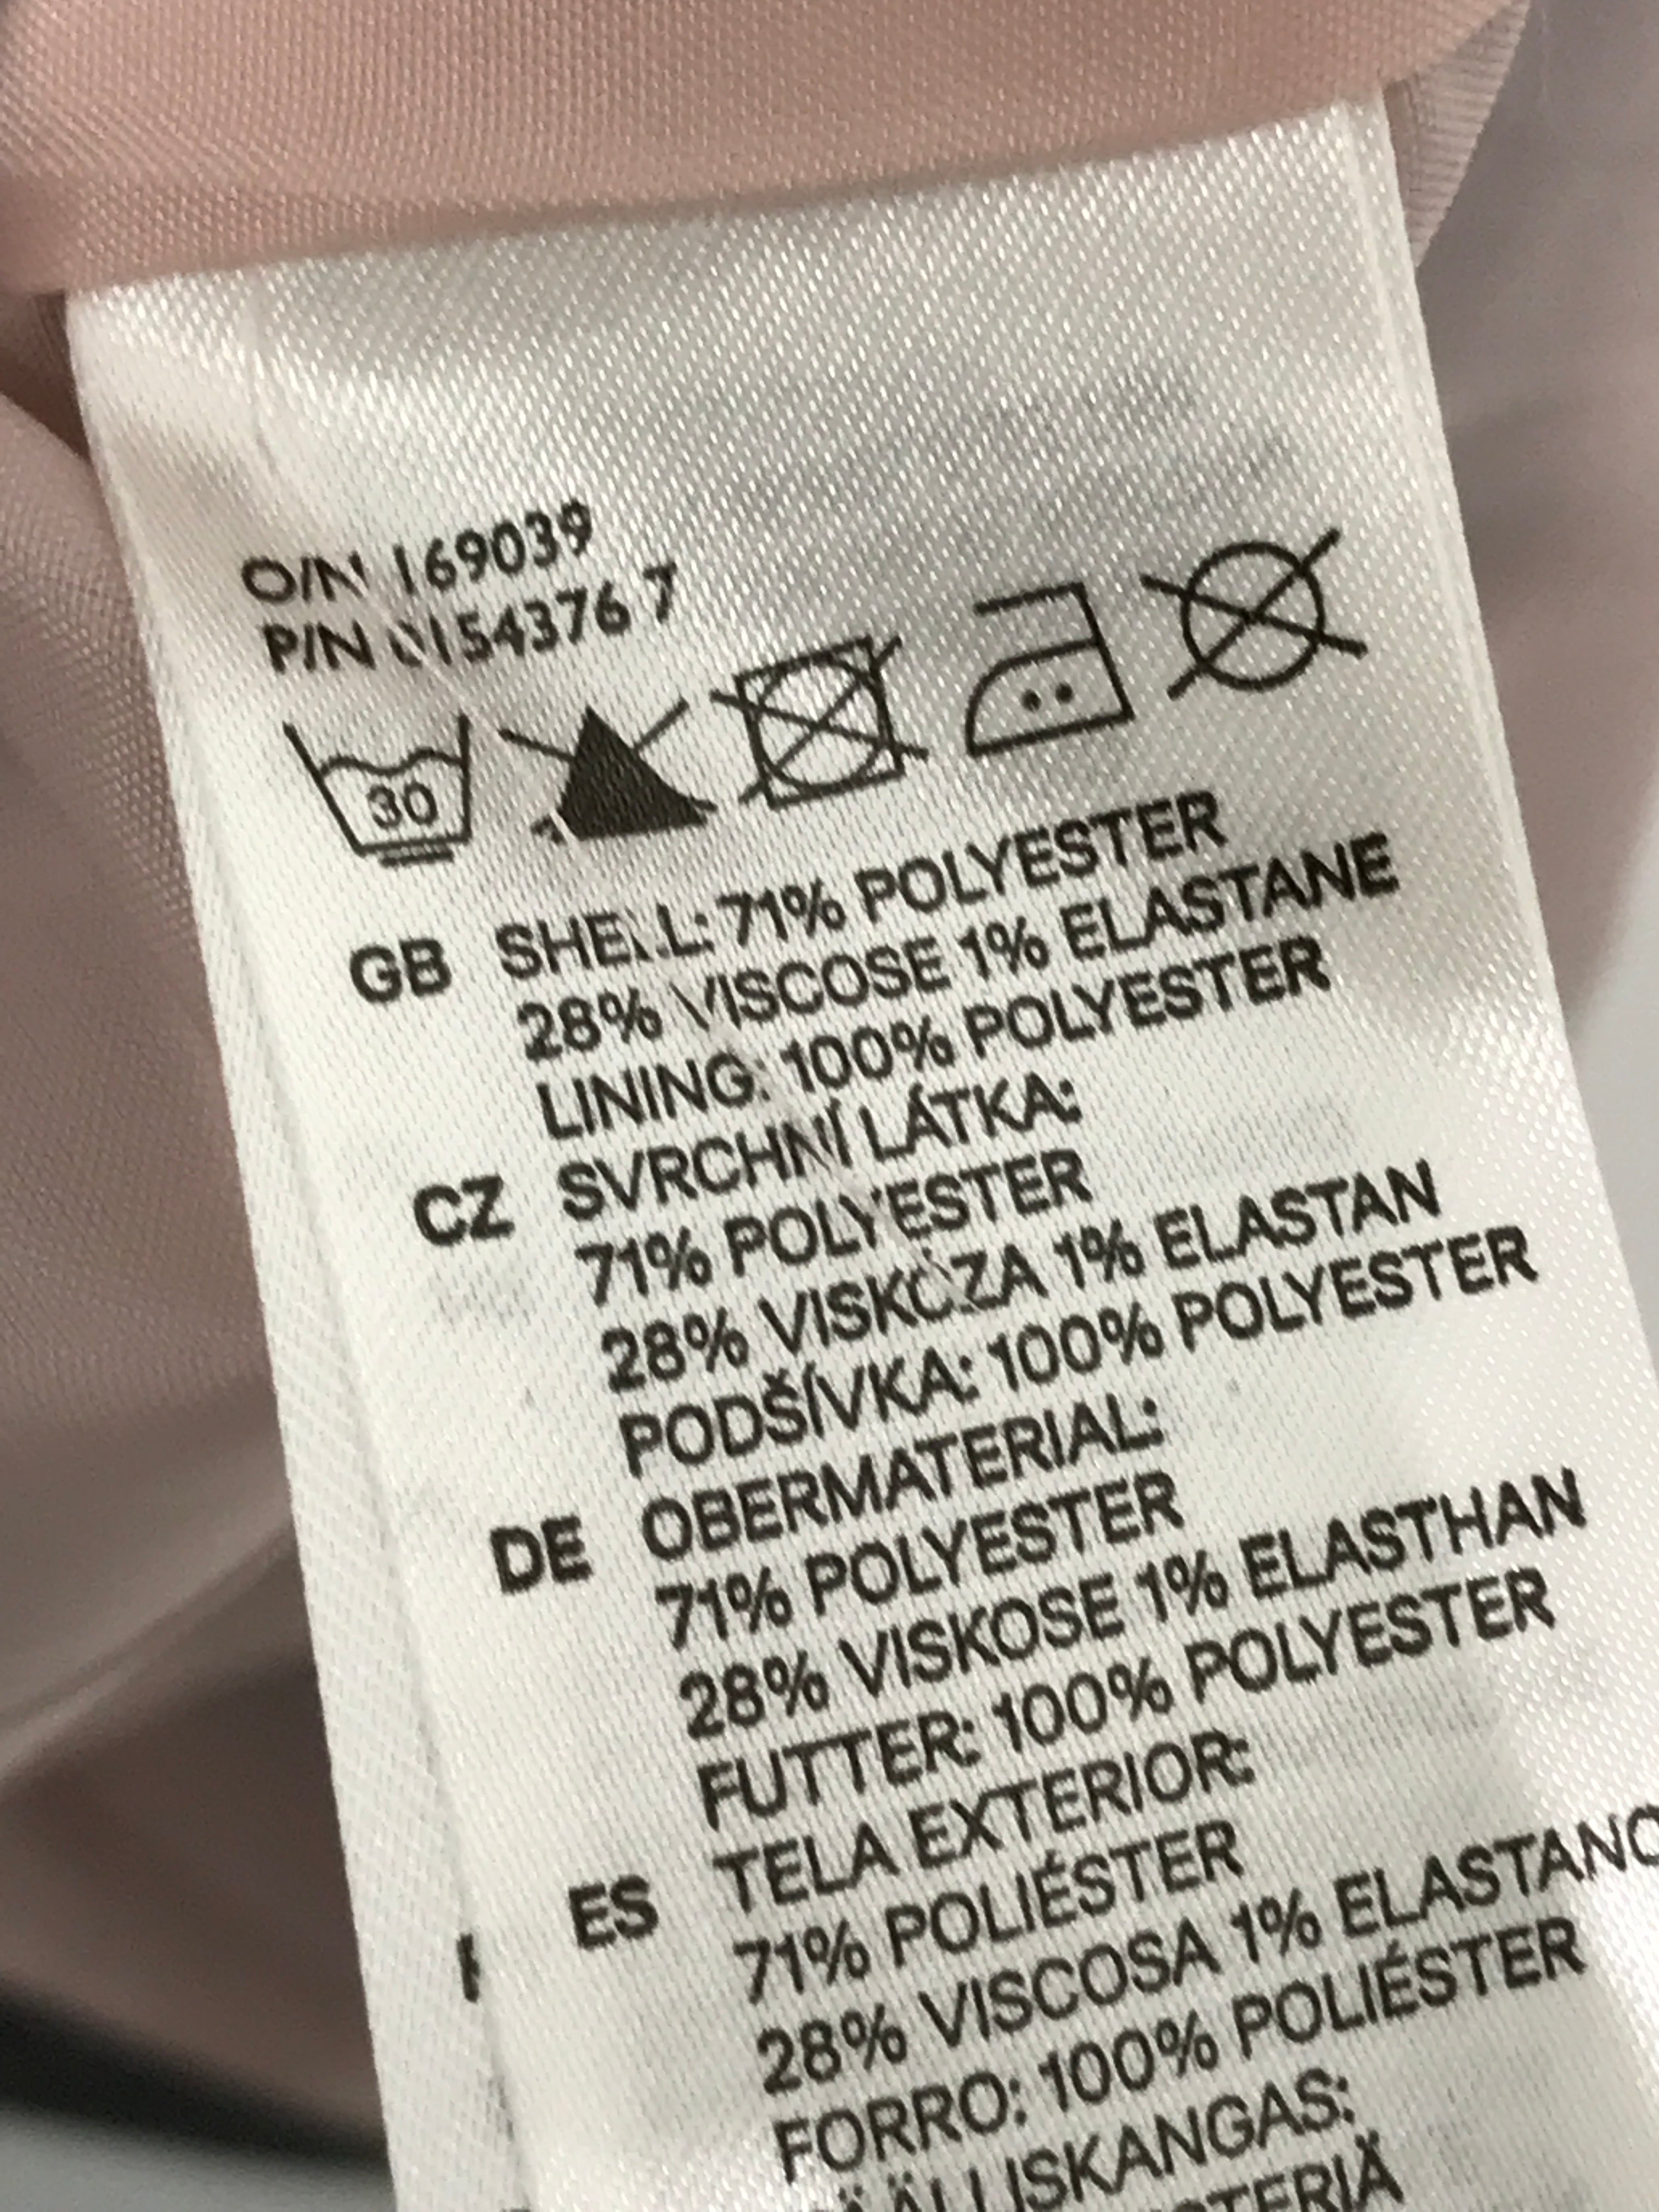 O/N 169039
P/N 0154376 7
30
GB SHELL: 71% POLYESTER
28% VISCOSE 1% ELASTANE
LINING: 100% POLYESTER
CZ SVRCHNÍ LÁTKA:
71% POLYESTER
28% VISKÓZA 1% ELASTAN
PODŠÍVKA: 100% POLYESTER
DE OBERMATERIAL:
71% POLYESTER
28% VISKOSE 1% ELASTHAN
FUTTER: 100% POLYESTER
ES TELA EXTERIOR:
71% POLIÉSTER
28% VISCOSA 1% ELASTANO
FORRO: 100% POLIÉSTER